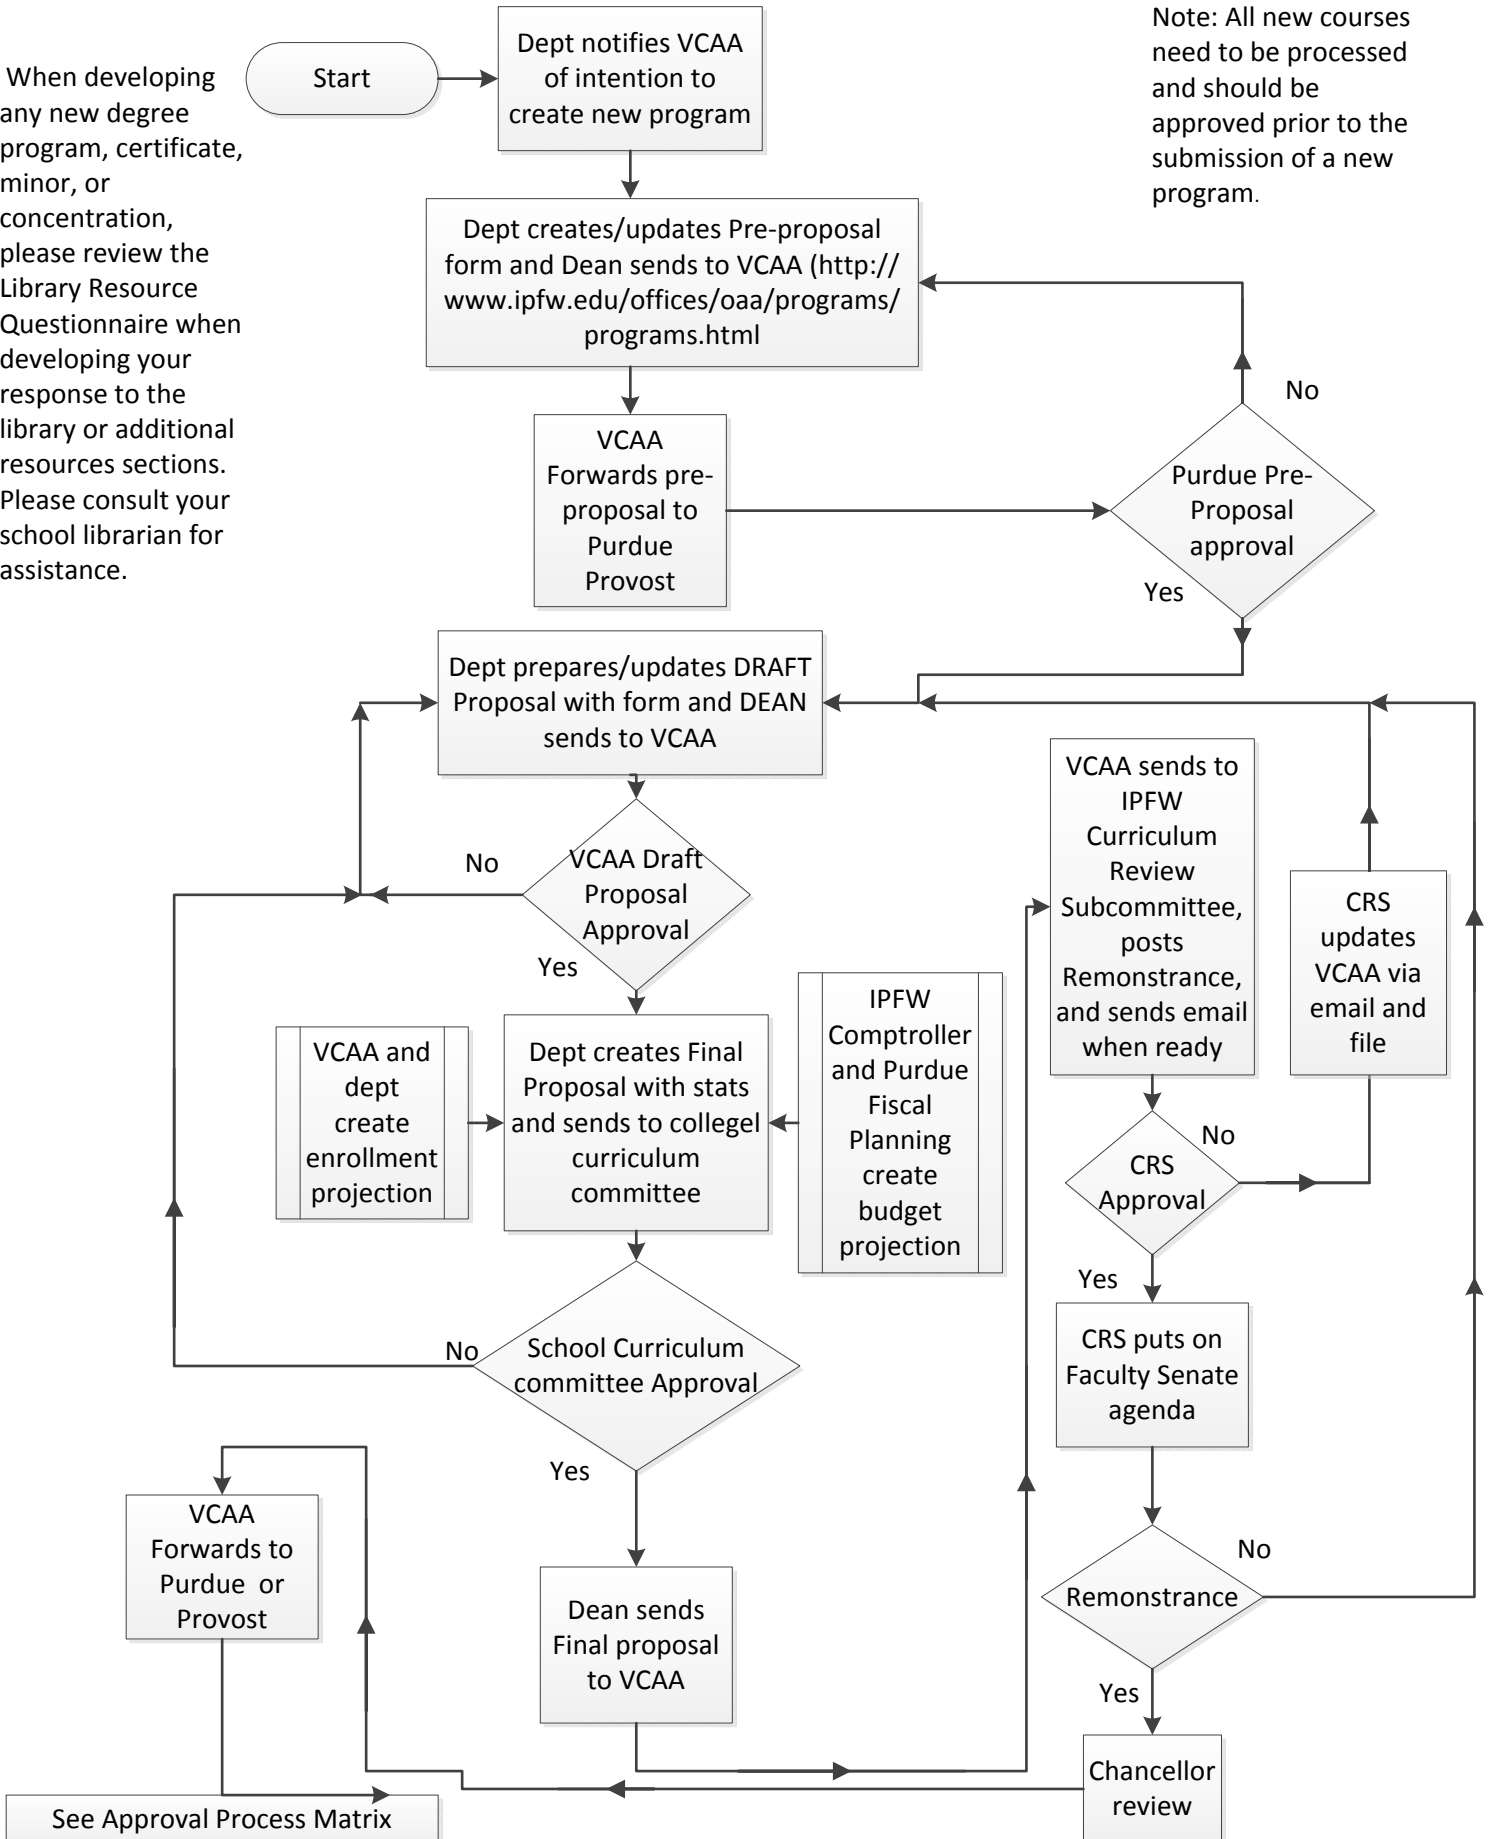 When developing
any new degree
program, certificate,
minor, or
concentration,
please review the
Library Resource
Questionnaire when
developing your
response to the
library or additional
resources sections.
Please consult your
school librarian for
assistance.
Start
Dept notifies VCAA
of intention to
create new program
Note: All new courses
need to be processed
and should be
approved prior to the
submission of a new
program.
Dept creates/updates Pre-proposal
form and Dean sends to VCAA (http://
www.ipfw.edu/offices/oaa/programs/
programs.html
No
VCAA
Forwards pre-
proposal to
Purdue
Provost
Purdue Pre-
Proposal
approval
Yes
Dept prepares/updates DRAFT
Proposal with form and DEAN
sends to VCAA
No
VCAA Draft
Proposal
Approval
Yes
VCAA and
dept
create
enrollment
projection
Dept creates Final
Proposal with stats
and sends to collegel
curriculum
committee
IPFW
Comptroller
and Purdue
Fiscal
Planning
create
budget
projection
No
School Curriculum
committee Approval
Yes
Dean sends
Final proposal
to VCAA
VCAA sends to
IPFW
Curriculum
Review
Subcommittee,
posts
Remonstrance,
and sends email
when ready
CRS
updates
VCAA via
email and
file
No
CRS
Approval
Yes
CRS puts on
Faculty Senate
agenda
No
Remonstrance
Yes
Chancellor
review
VCAA
Forwards to
Purdue or
Provost
See Approval Process Matrix